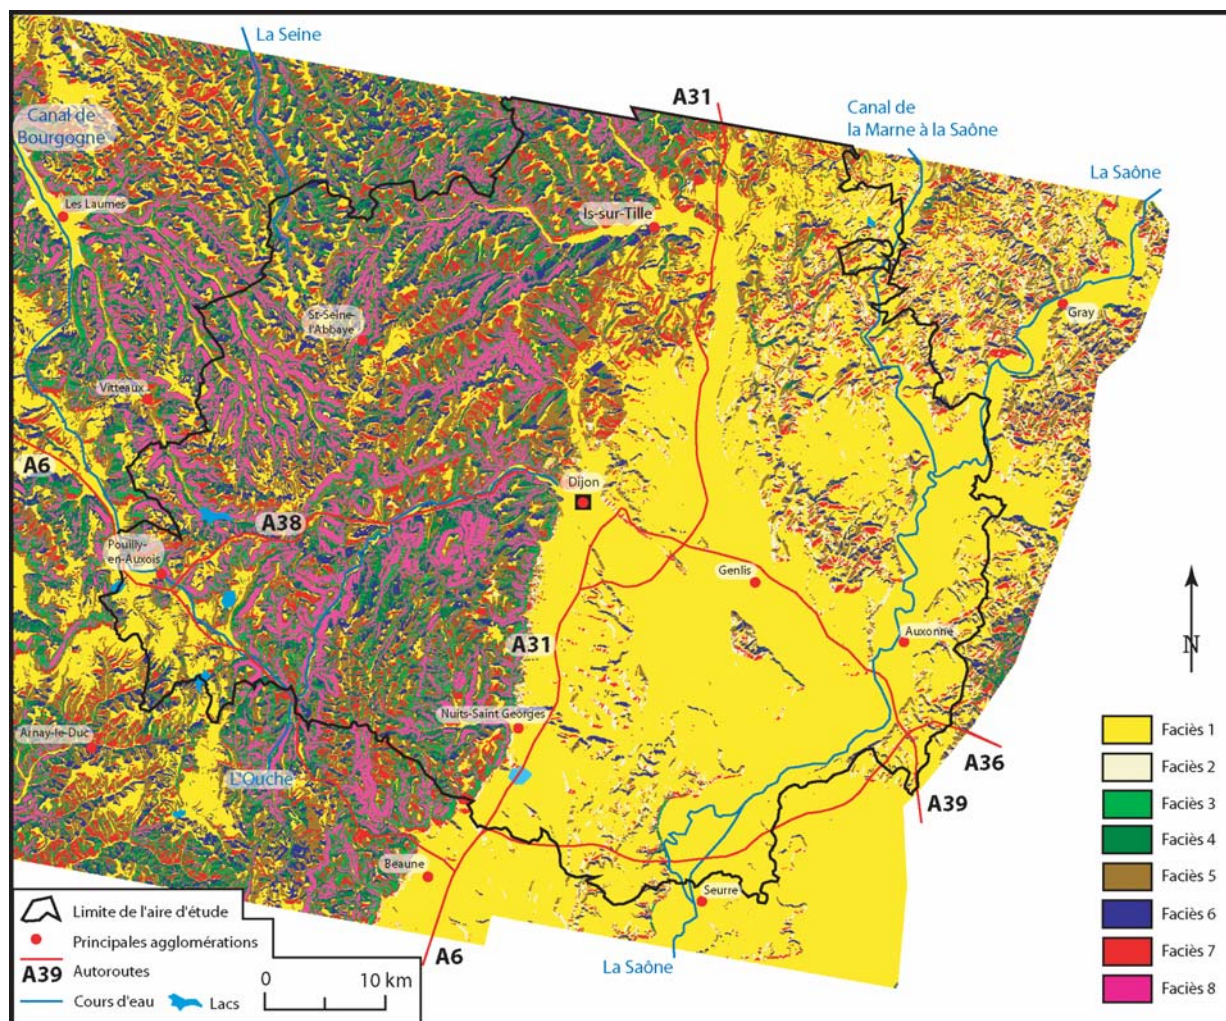 La Seine
A31
Canal de
la Marne à la Saône
Canal de
Bourgogne
La Saône
Les Laumes
Is-sur-Tille
St-Seine-
l'Abbaye
Gray
Vitteaux
A6
Dijon
A38
Pouilly-
en-Auxois
Genlis
A31
Auxonne
N
Nuits-Saint Georges
Arnay-le-Duc
L'Ouche
A36
A39
Beaune
Seurre
A6
La Saône
Faciès 1
Faciès 2
Faciès 3
Faciès 4
Faciès 5
Faciès 6
Faciès 7
Faciès 8
Limite de l'aire d'étude
Principales agglomérations
A39 Autoroutes
Cours d'eau Lacs
0 10 km